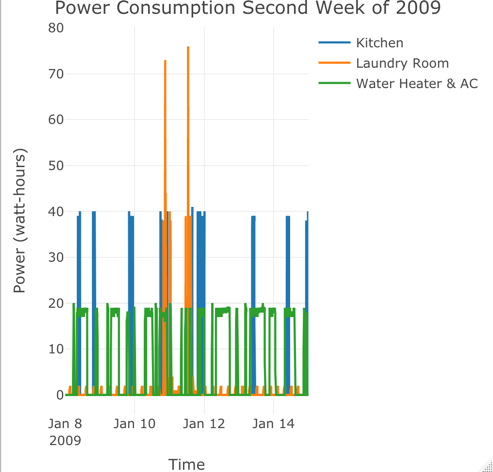 Power Consumption Second Week of 2009
Kitchen
Laundry Room
Water Heater & AC
80
70
60
50
40
30
20
10
0
Power (watt-hours)
Jan 8 Jan 10 Jan 12 Jan 14
2009
Time